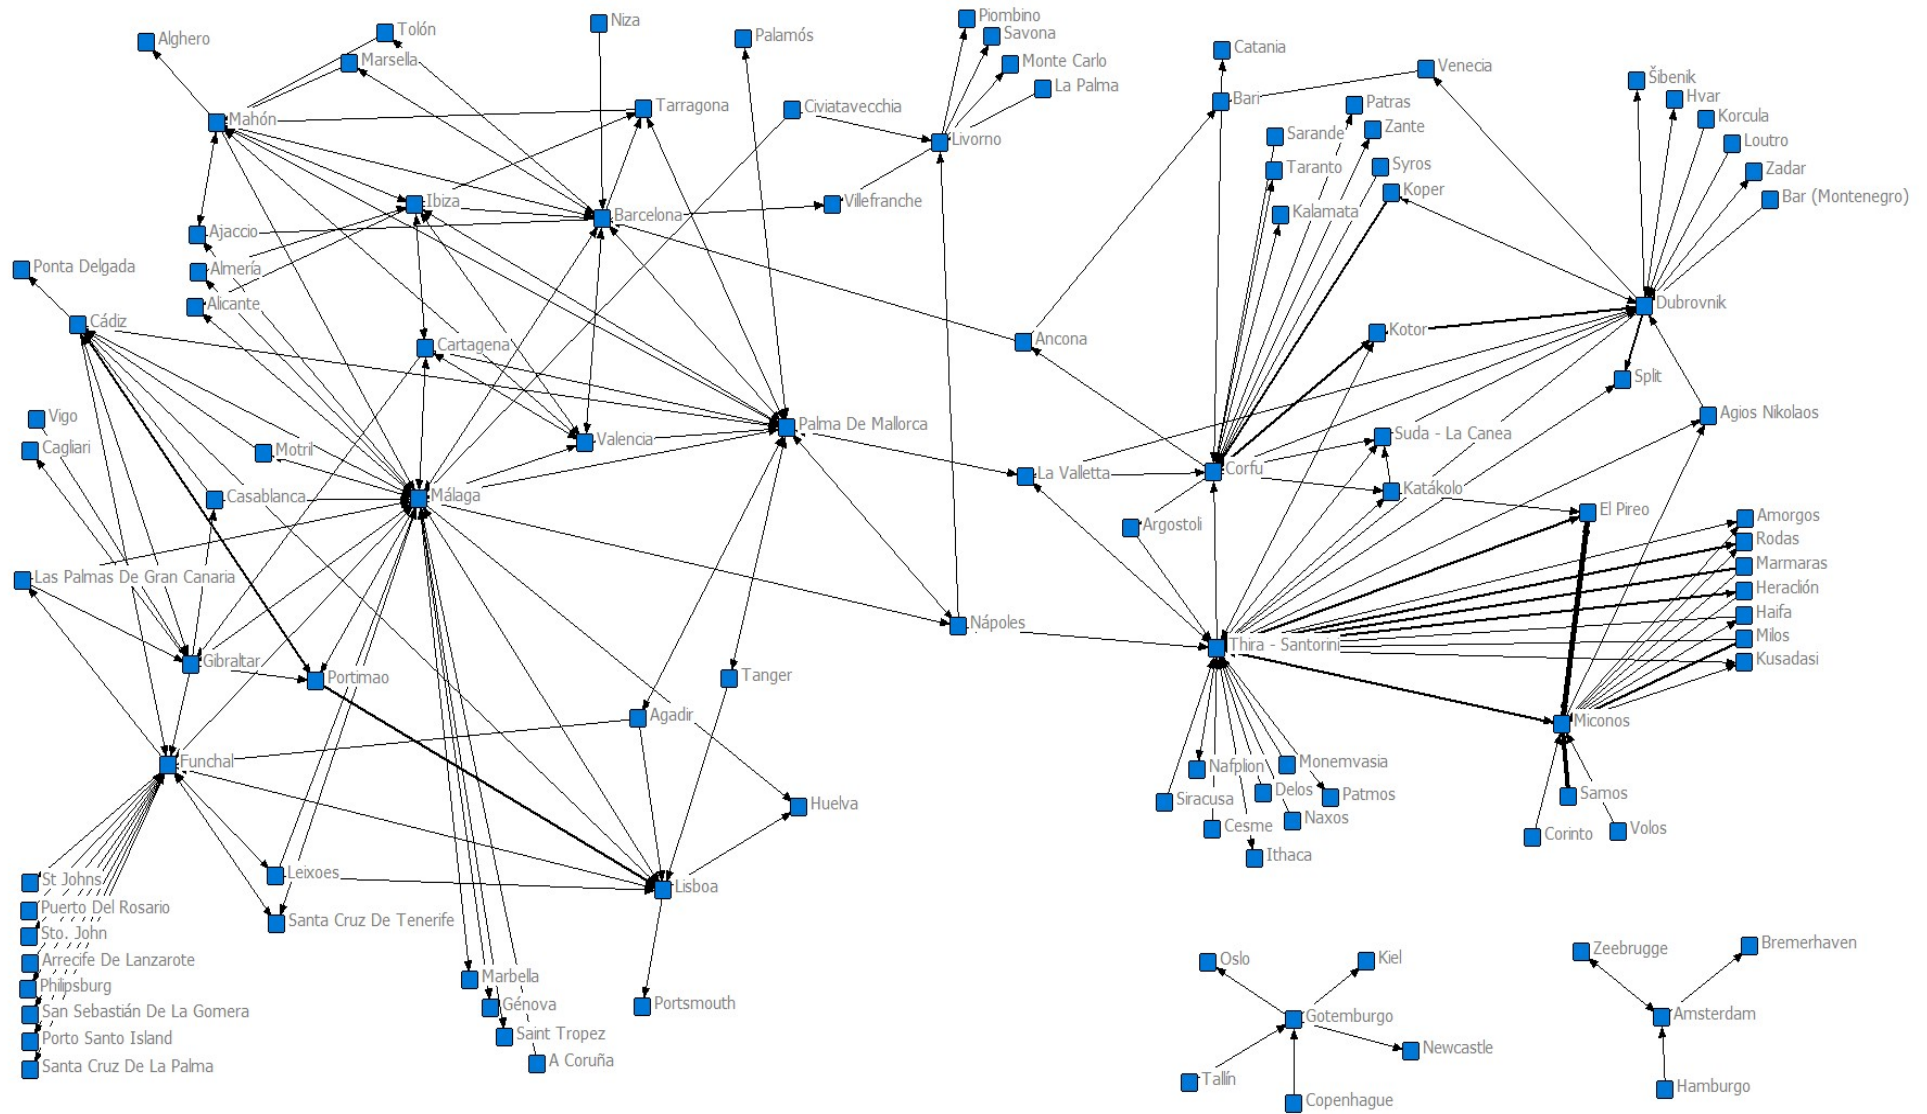 Piombino
Niza
Tolón
Savona
Palamós
Alghero
Catania
Marsella
Monte Carlo
Venecia
Šibenik
La Palma
Hvar
Bari
Patras
Tarragona
Civiatavecchia
Korcula
Mahón
Zante
Sarande
Livorno
Loutro
Syros
Taranto
Zadar
Koper
Bar (Montenegro)
Ibiza
Villefranche
Kalamata
Barcelona
Ajaccio
Ponta Delgada
Almería
Alicante
Dubrovnik
Cádiz
Kotor
Ancona
Cartagena
Split
Vigo
Agios Nikolaos
Palma De Mallorca
Suda - La Canea
Valencia
Cagliari
Motril
Corfu
La Valletta
Katákolo
Casablanca
Málaga
El Pireo
Amorgos
Argostoli
Rodas
Marmaras
Las Palmas De Gran Canaria
Heraclión
Haifa
Nápoles
Milos
Thira - Santorini
Kusadasi
Gibraltar
Tanger
Portimao
Agadir
Miconos
Funchal
Monemvasia
Nafplion
Delos
Patmos
Samos
Siracusa
Huelva
Naxos
Cesme
Volos
Corinto
Ithaca
Leixoes
St Johns
Lisboa
Puerto Del Rosario
Santa Cruz De Tenerife
Sto. John
Bremerhaven
Zeebrugge
Arrecife De Lanzarote
Oslo
Kiel
Marbella
Philipsburg
Génova
Portsmouth
San Sebastián De La Gomera
Gotemburgo
Amsterdam
Saint Tropez
Porto Santo Island
Newcastle
A Coruña
Santa Cruz De La Palma
Tallín
Hamburgo
Copenhague